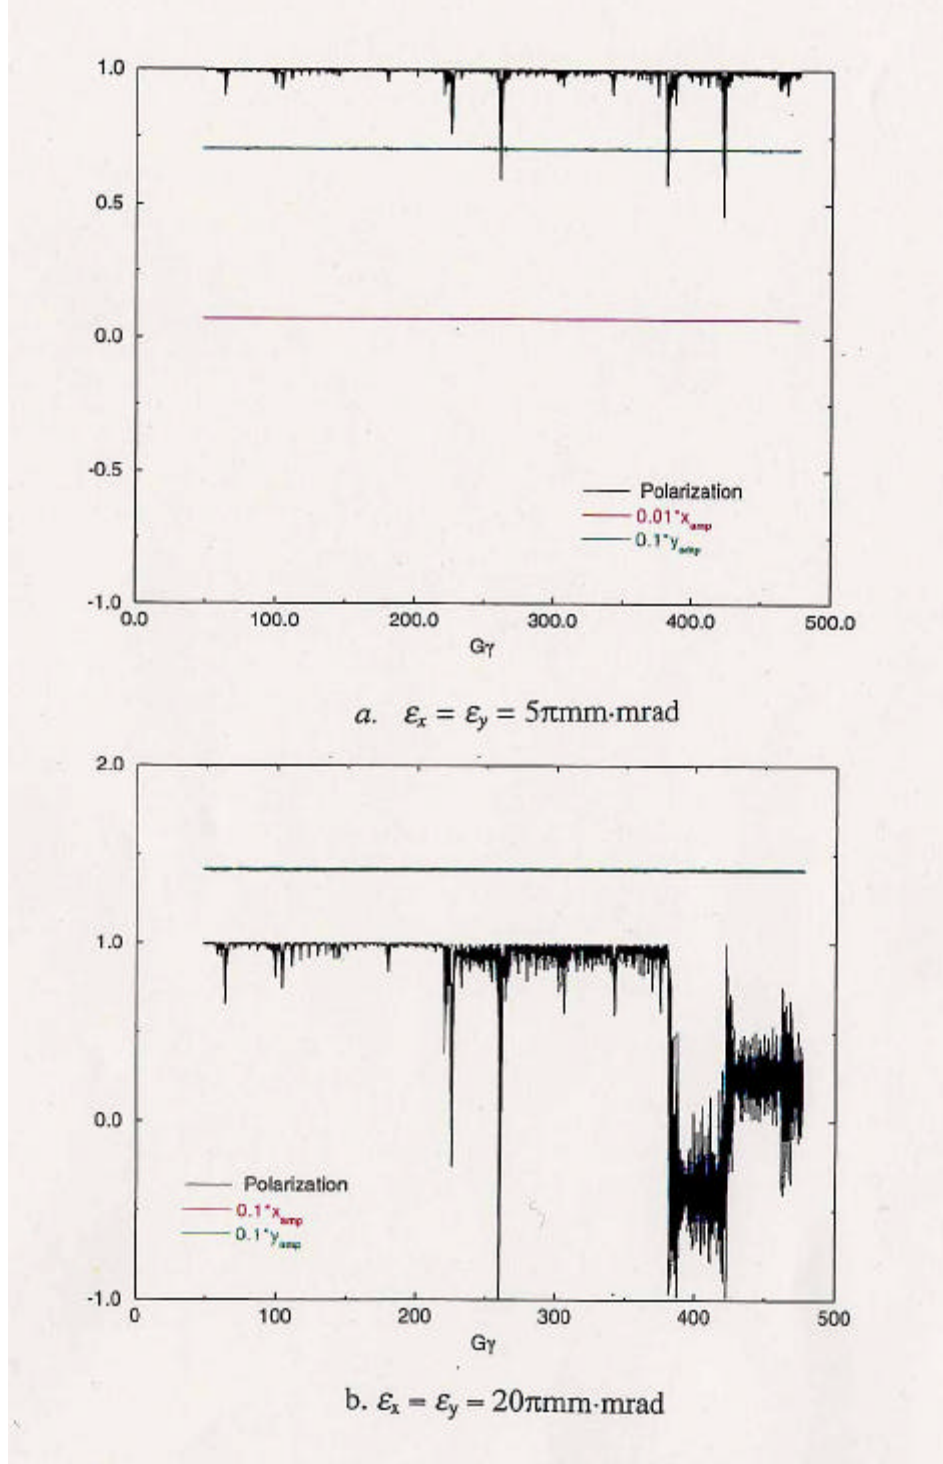 1.0
0.5
0.0
-0.5
-1.0
Polarization
0.01*x_amp
0.1*y_amp
0.0 100.0 200.0 300.0 400.0 500.0
Gγ
a. εx = εy = 5πmm·mrad
2.0
1.0
0.0
-1.0
Polarization
0.1*x_amp
0.1*y_amp
0 100 200 300 400 500
Gγ
b. εx = εy = 20πmm·mrad